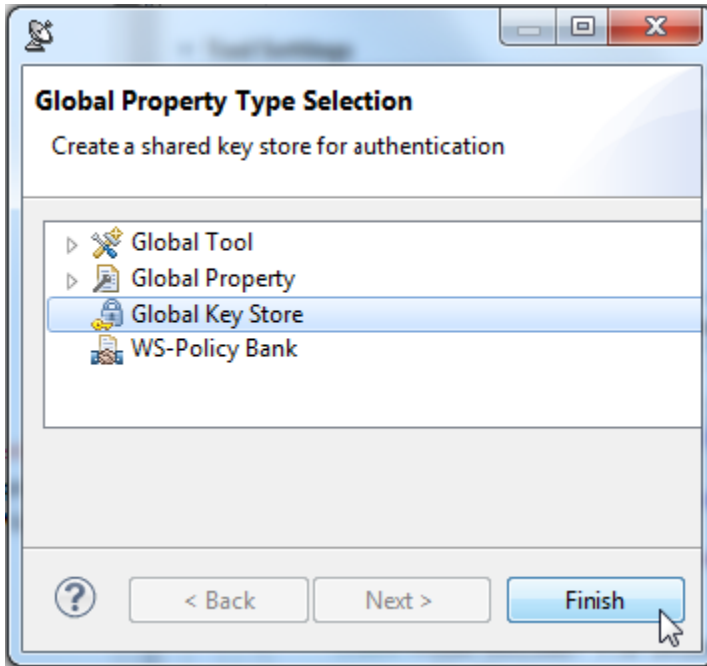 Global Property Type Selection
Create a shared key store for authentication
Global Tool
Global Property
Global Key Store
WS-Policy Bank
< Back Next > Finish